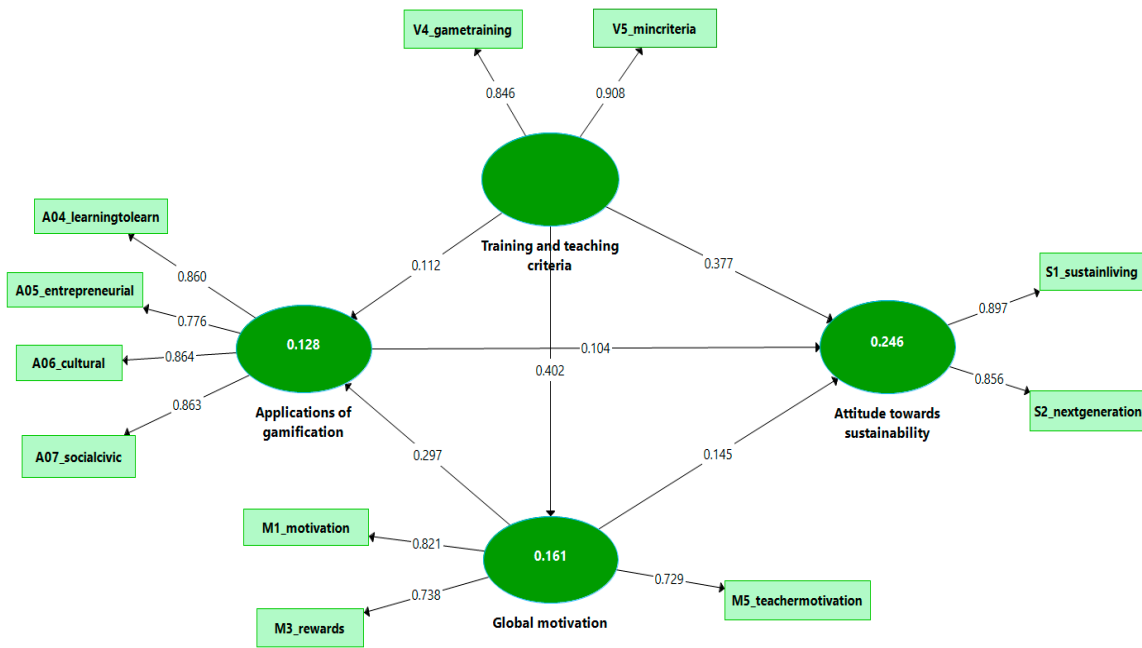 V4_gametraining
V5_mincriteria
0.846
0.908
A04_learningtolearn
Training and teaching
criteria
0.860
0.112
0.377
S1_sustainliving
A05_entrepreneurial
0.776
0.897
0.128
0.246
A06_cultural
0.864
0.104
0.402
0.856
0.863
Applications of
gamification
Attitude towards
sustainability
S2_nextgeneration
A07_socialcivic
0.297
0.145
M1_motivation
0.821
0.161
0.738
0.729
M5_teachermotivation
M3_rewards
Global motivation